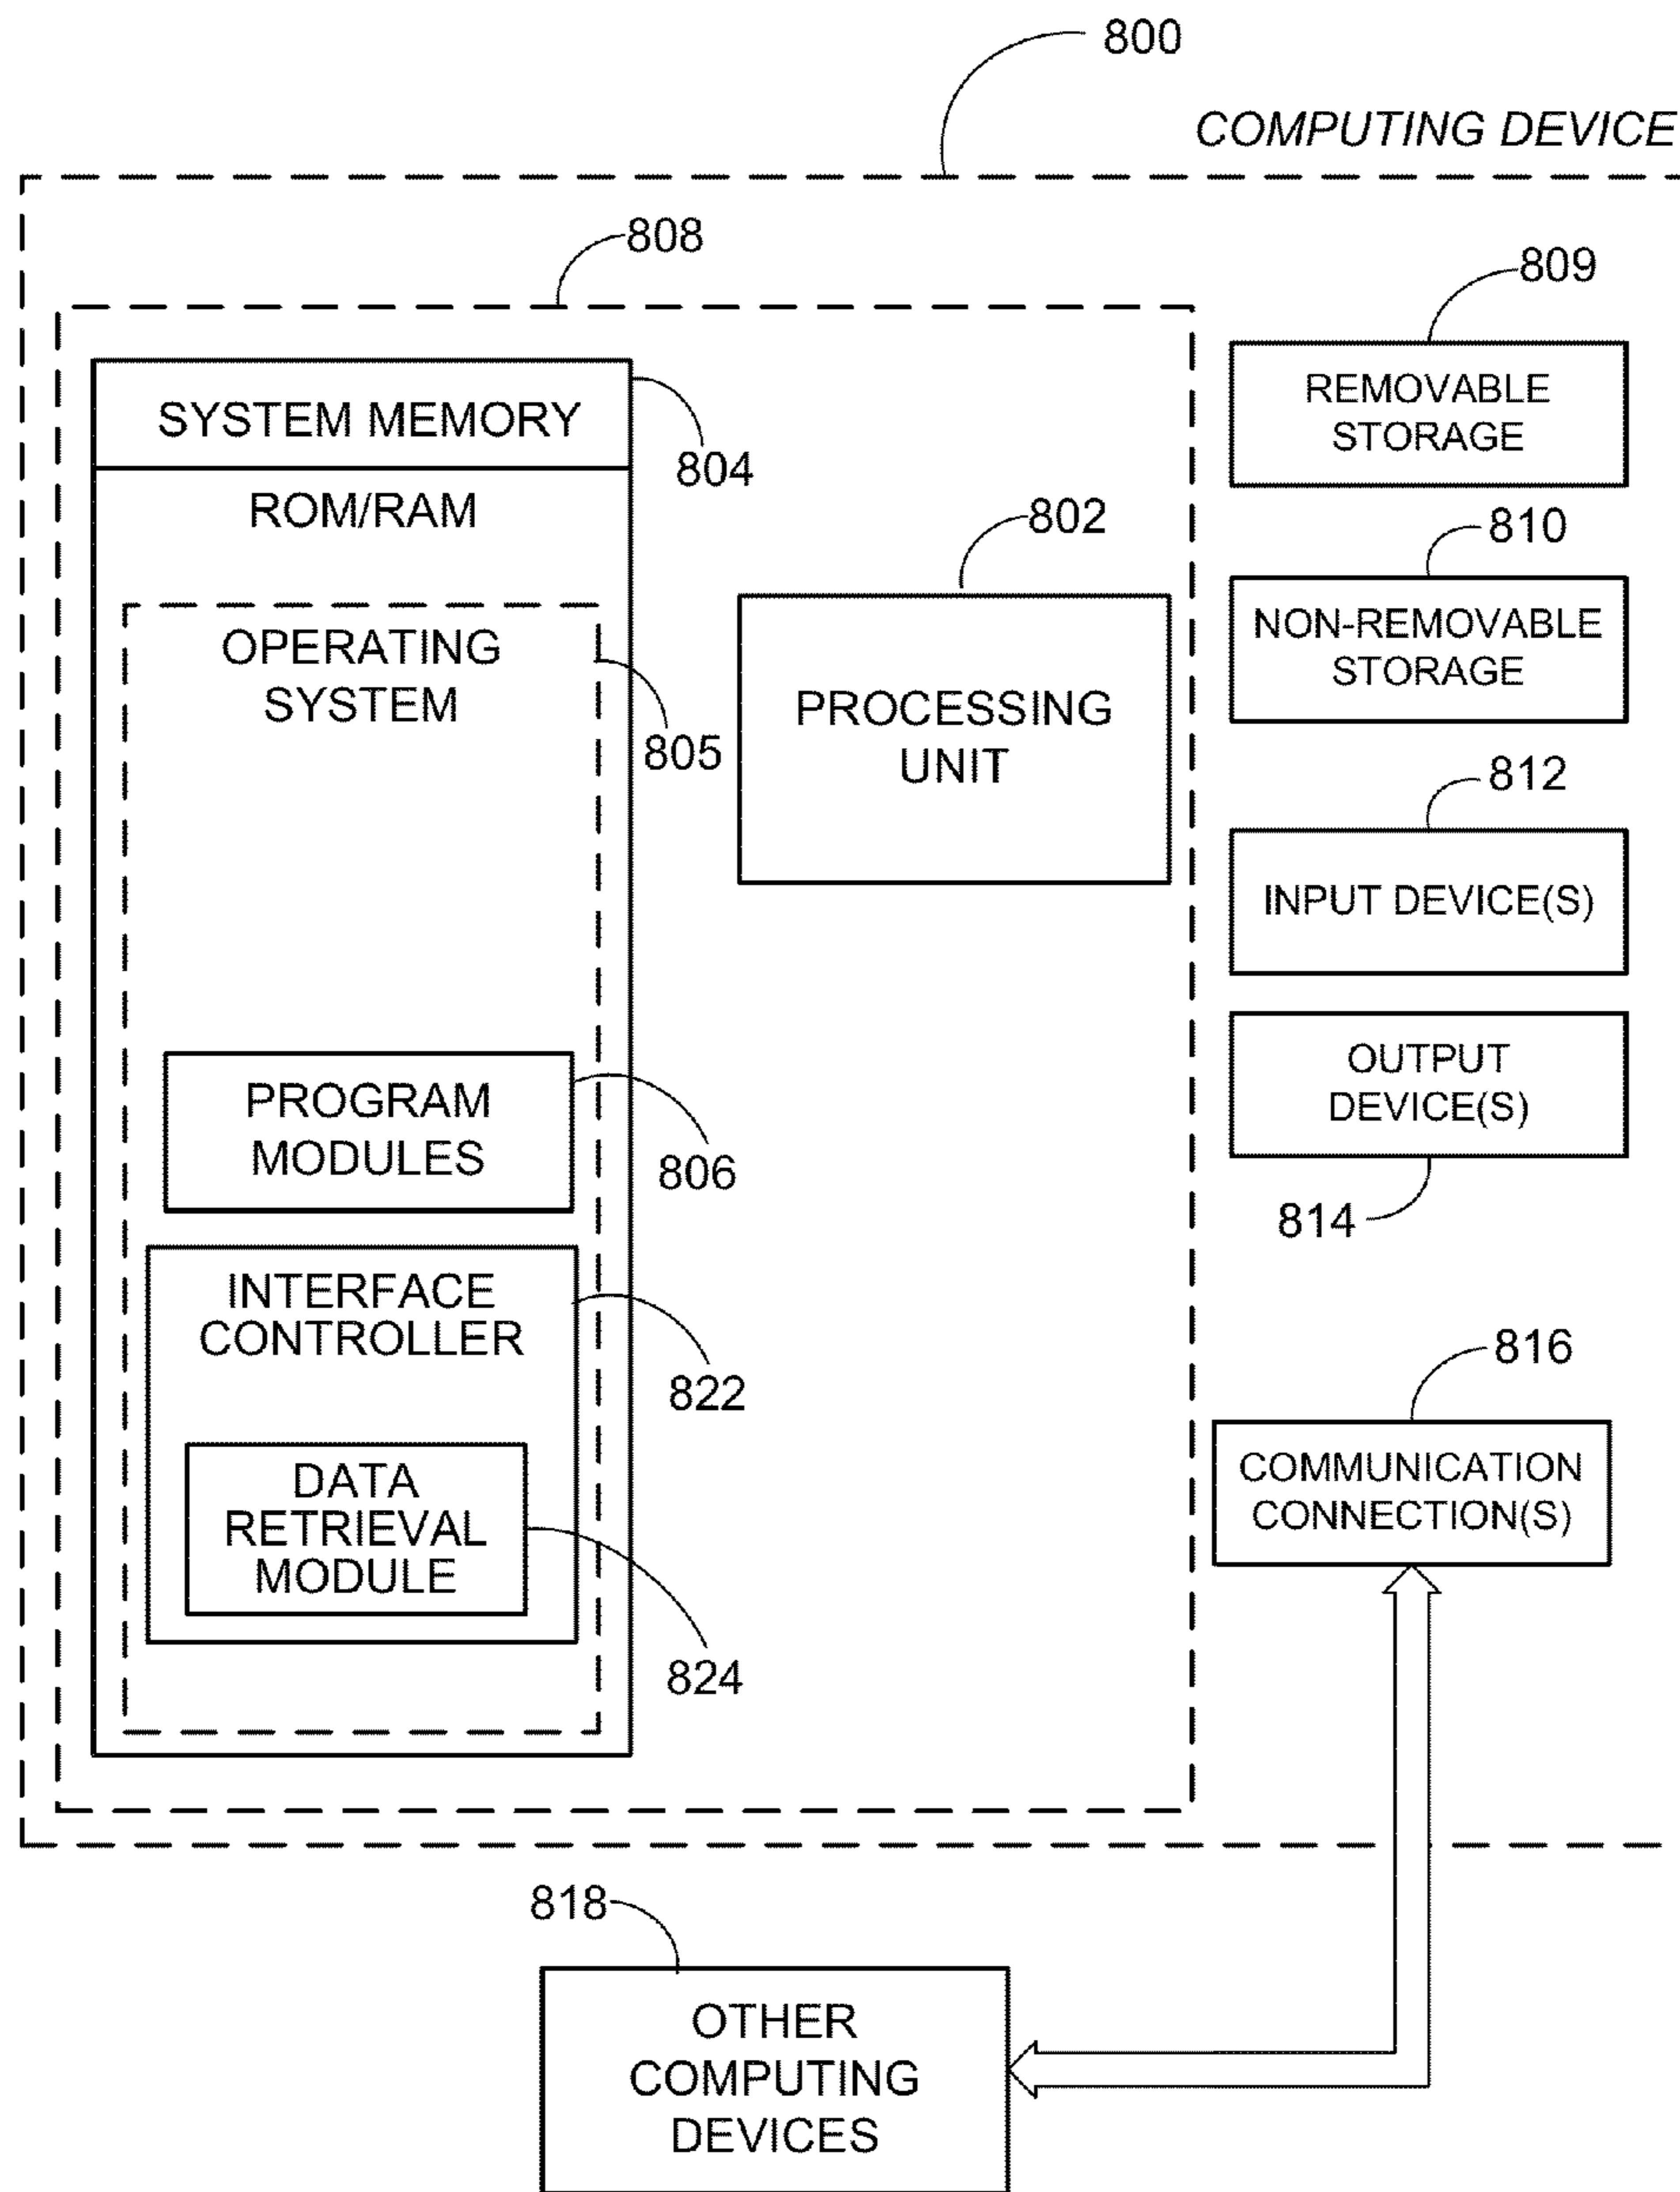 800
COMPUTING DEVICE
808
809
SYSTEM MEMORY
804
REMOVABLE
STORAGE
ROM/RAM
802
810
OPERATING
SYSTEM
805
PROCESSING
UNIT
NON-REMOVABLE
STORAGE
812
INPUT DEVICE(S)
OUTPUT
DEVICE(S)
814
PROGRAM
MODULES
806
INTERFACE
CONTROLLER
822
816
COMMUNICATION
CONNECTION(S)
DATA
RETRIEVAL
MODULE
824
818
OTHER
COMPUTING
DEVICES